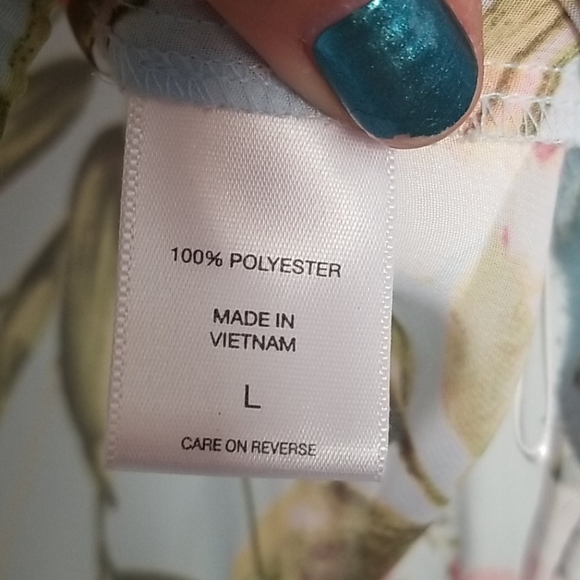 100% POLYESTER
MADE IN
VIETNAM
L
CARE ON REVERSE